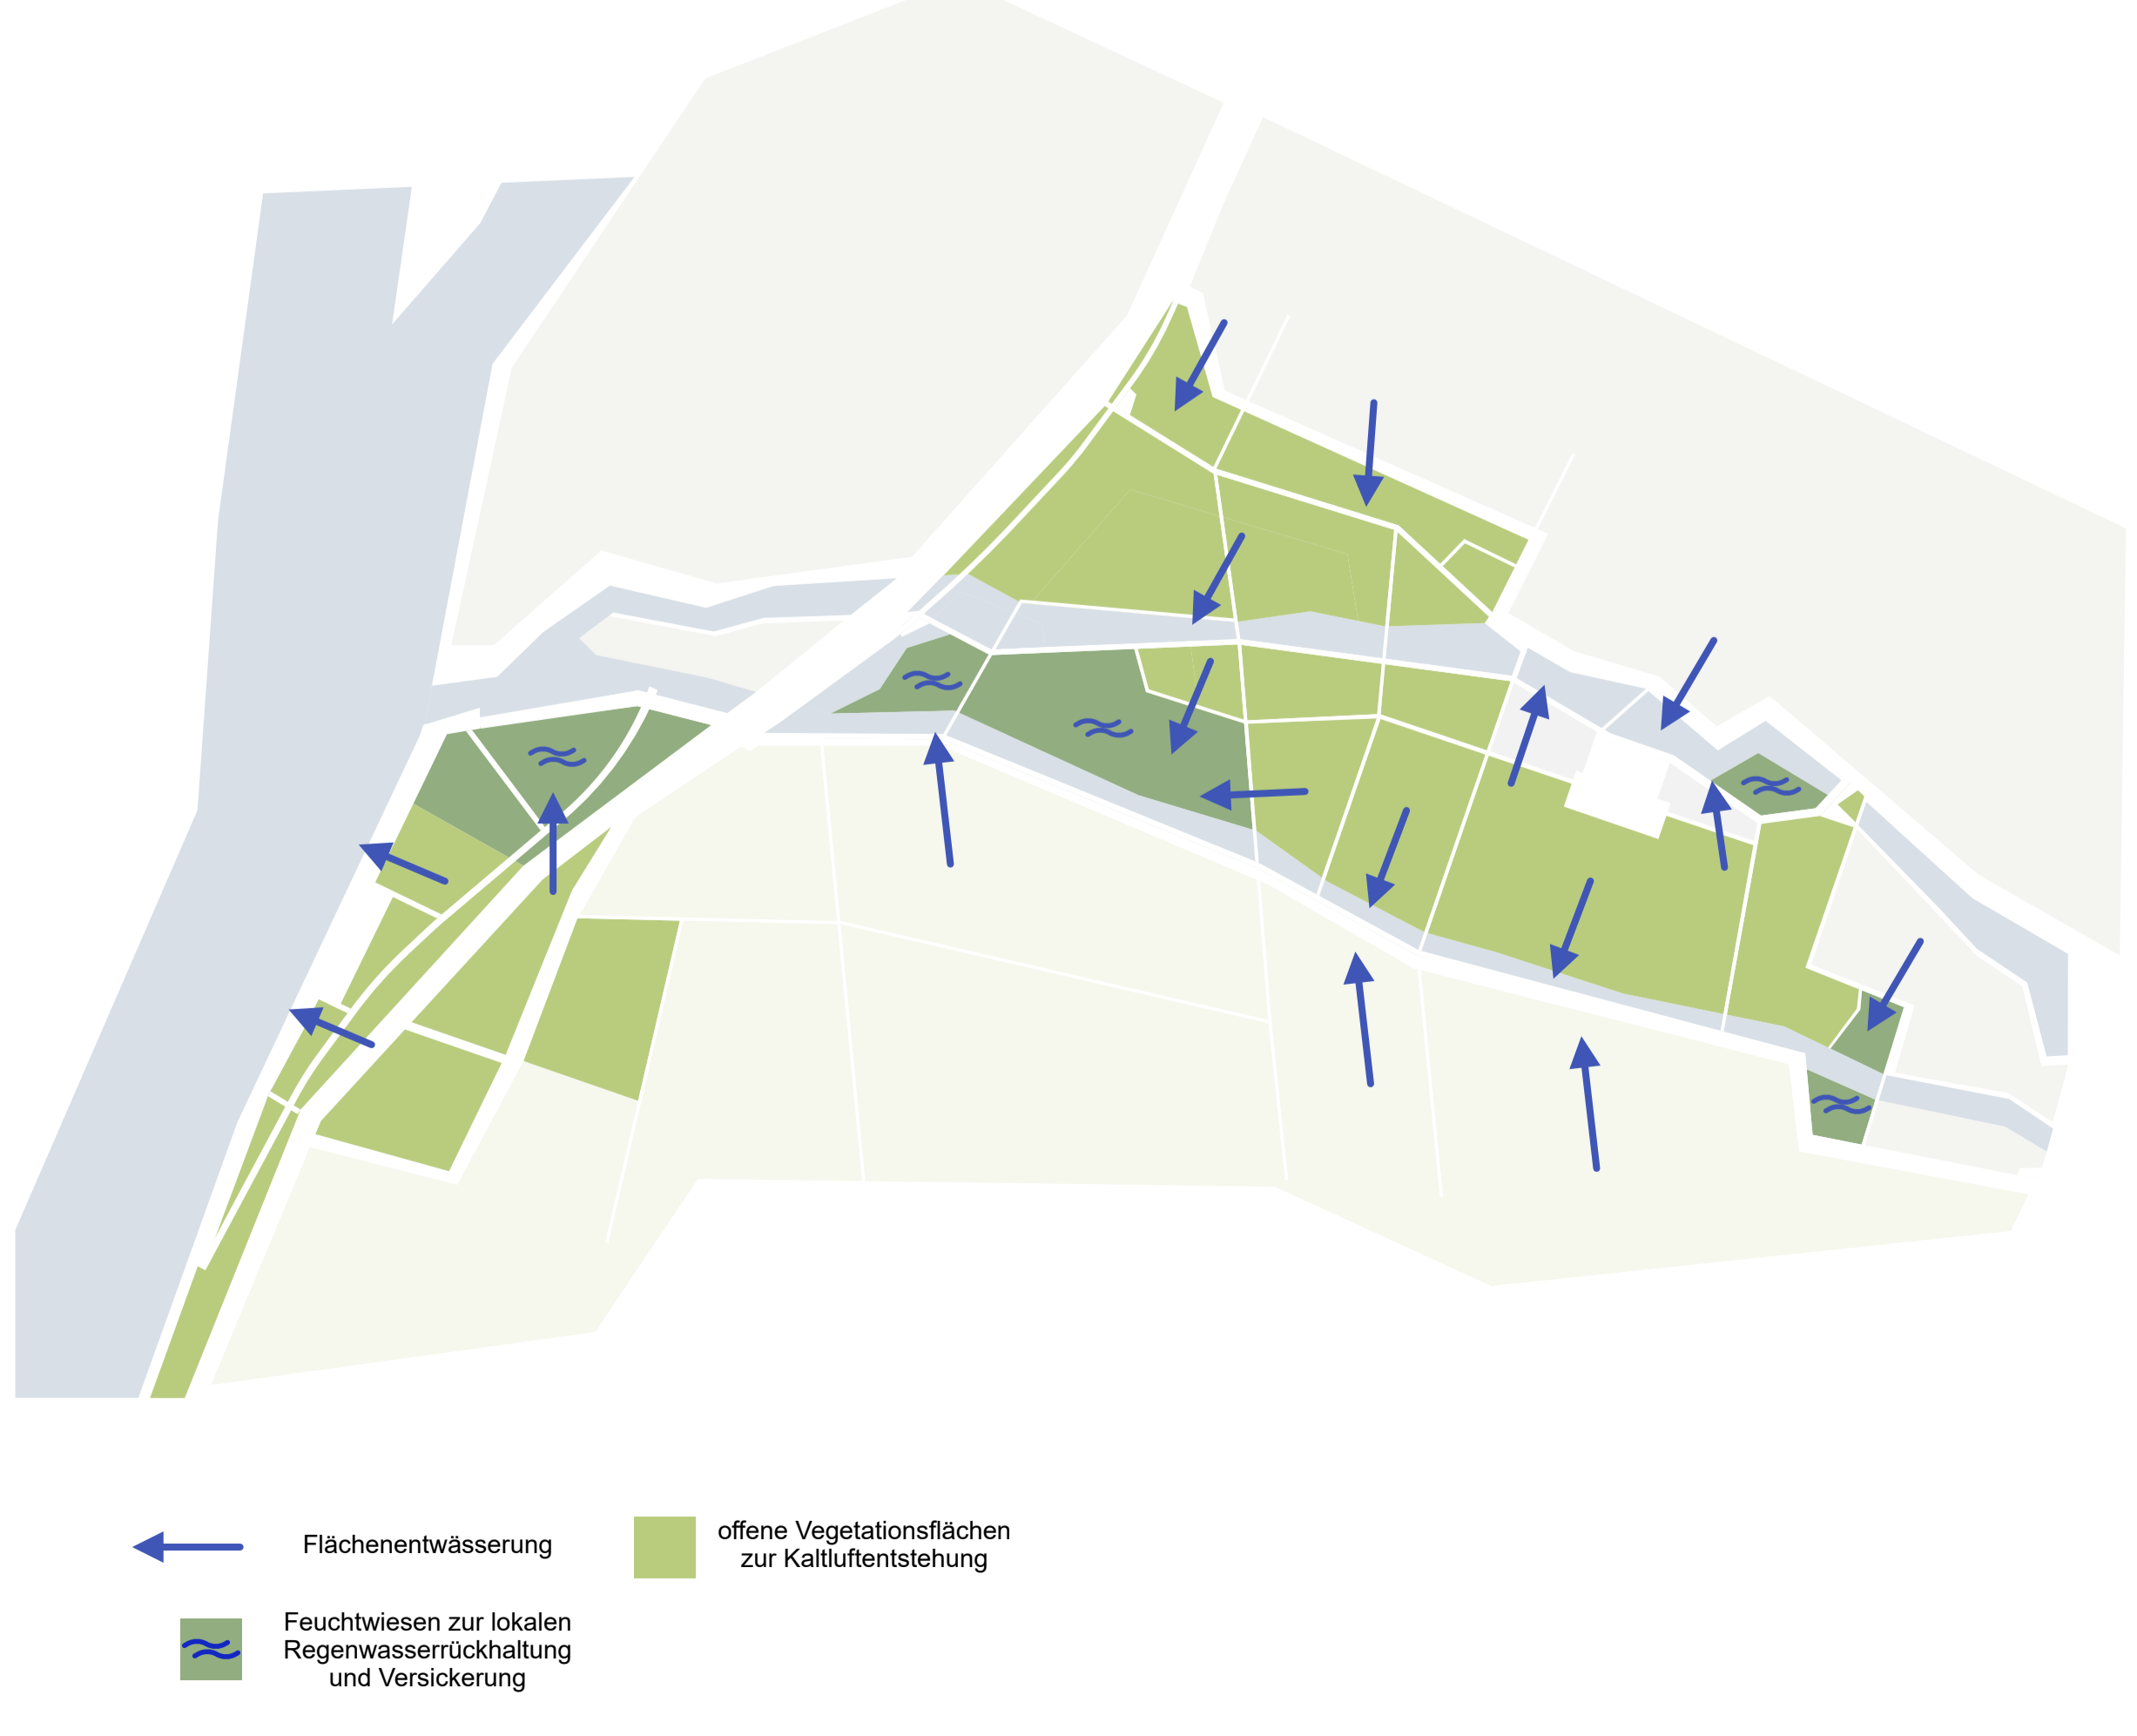 Flächenentwässerung
offene Vegetationsflächen
zur Kaltluftentstehung
Feuchtwiesen zur lokalen
Regenwasserrückhaltung
und Versickerung